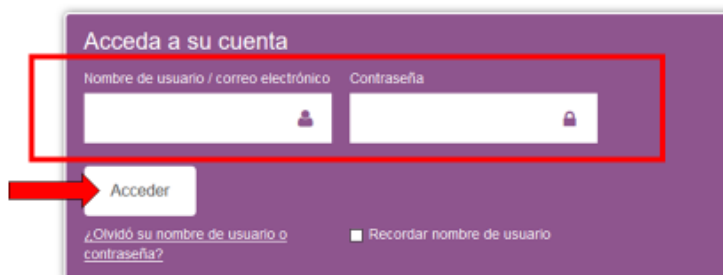 Acceda a su cuenta
Nombre de usuario / correo electrónico Contraseña
Acceder
¿Olvidó su nombre de usuario o
contraseña?
Recordar nombre de usuario